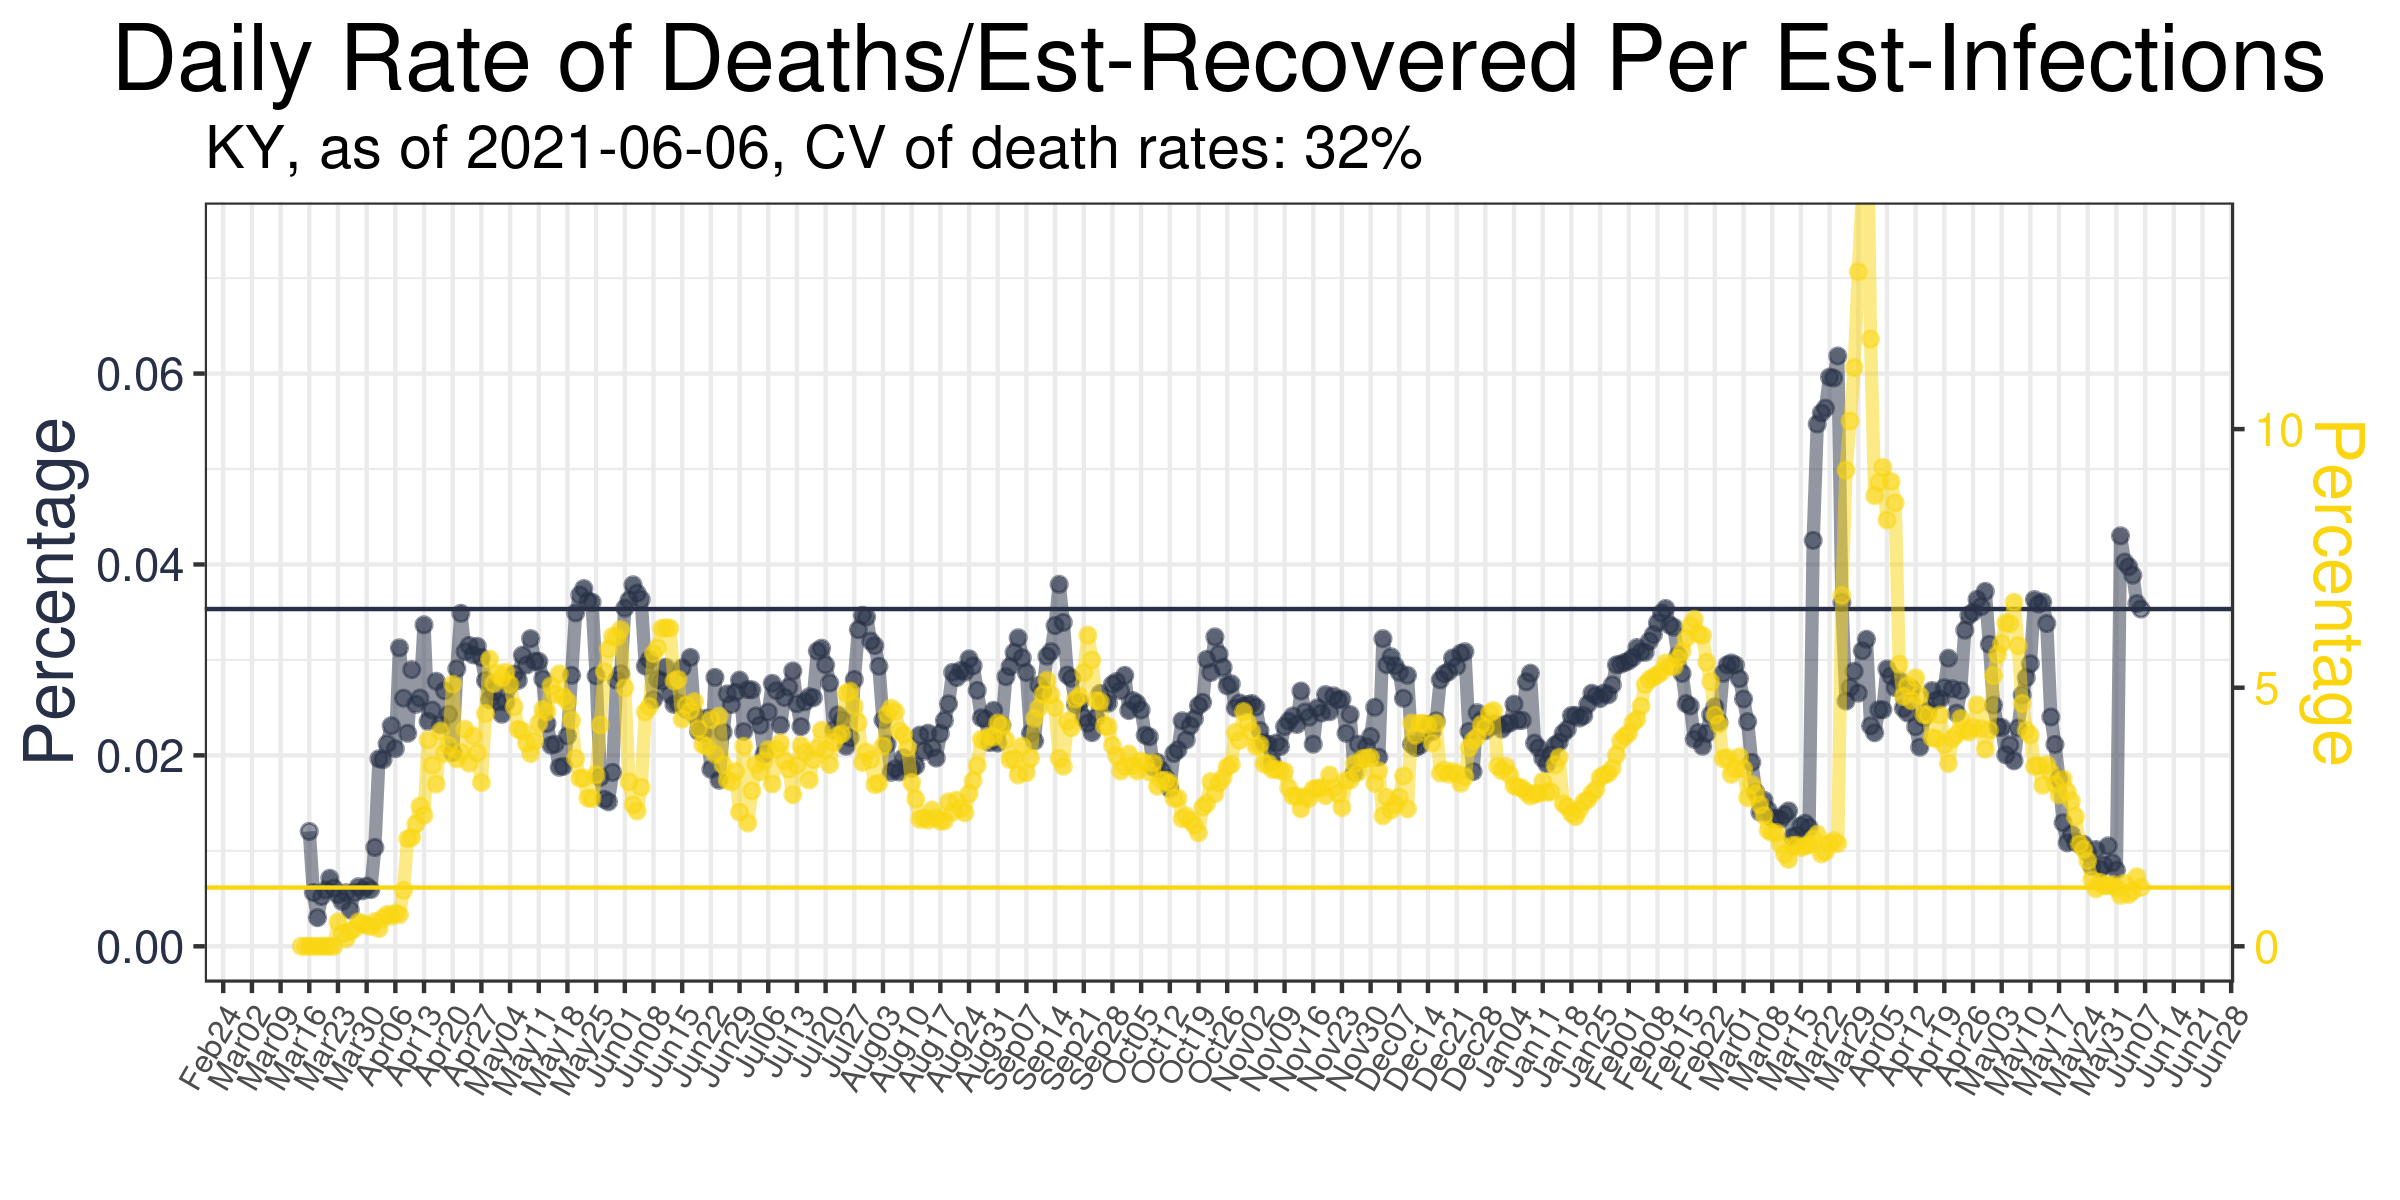 Daily Rate of Deaths/Est-Recovered Per Est-Infections
KY, as of 2021-06-06, CV of death rates: 32%
Percentage
0.06
0.04
0.02
0.00
10
5
0
Percentage
Feb24
Mar02
Mar09
Mar16
Mar23
Mar30
Apr06
Apr13
Apr20
Apr27
May04
May11
May18
May25
Jun01
Jun08
Jun15
Jun22
Jun29
Jul06
Jul13
Jul20
Jul27
Aug03
Aug10
Aug17
Aug24
Aug31
Sep07
Sep14
Sep21
Sep28
Oct05
Oct12
Oct19
Oct26
Nov02
Nov09
Nov16
Nov23
Nov30
Dec07
Dec14
Dec21
Dec28
Jan04
Jan11
Jan18
Jan25
Feb01
Feb08
Feb15
Feb22
Mar01
Mar08
Mar15
Mar22
Mar29
Apr05
Apr12
Apr19
Apr26
May03
May10
May17
May24
May31
Jun07
Jun14
Jun21
Jun28